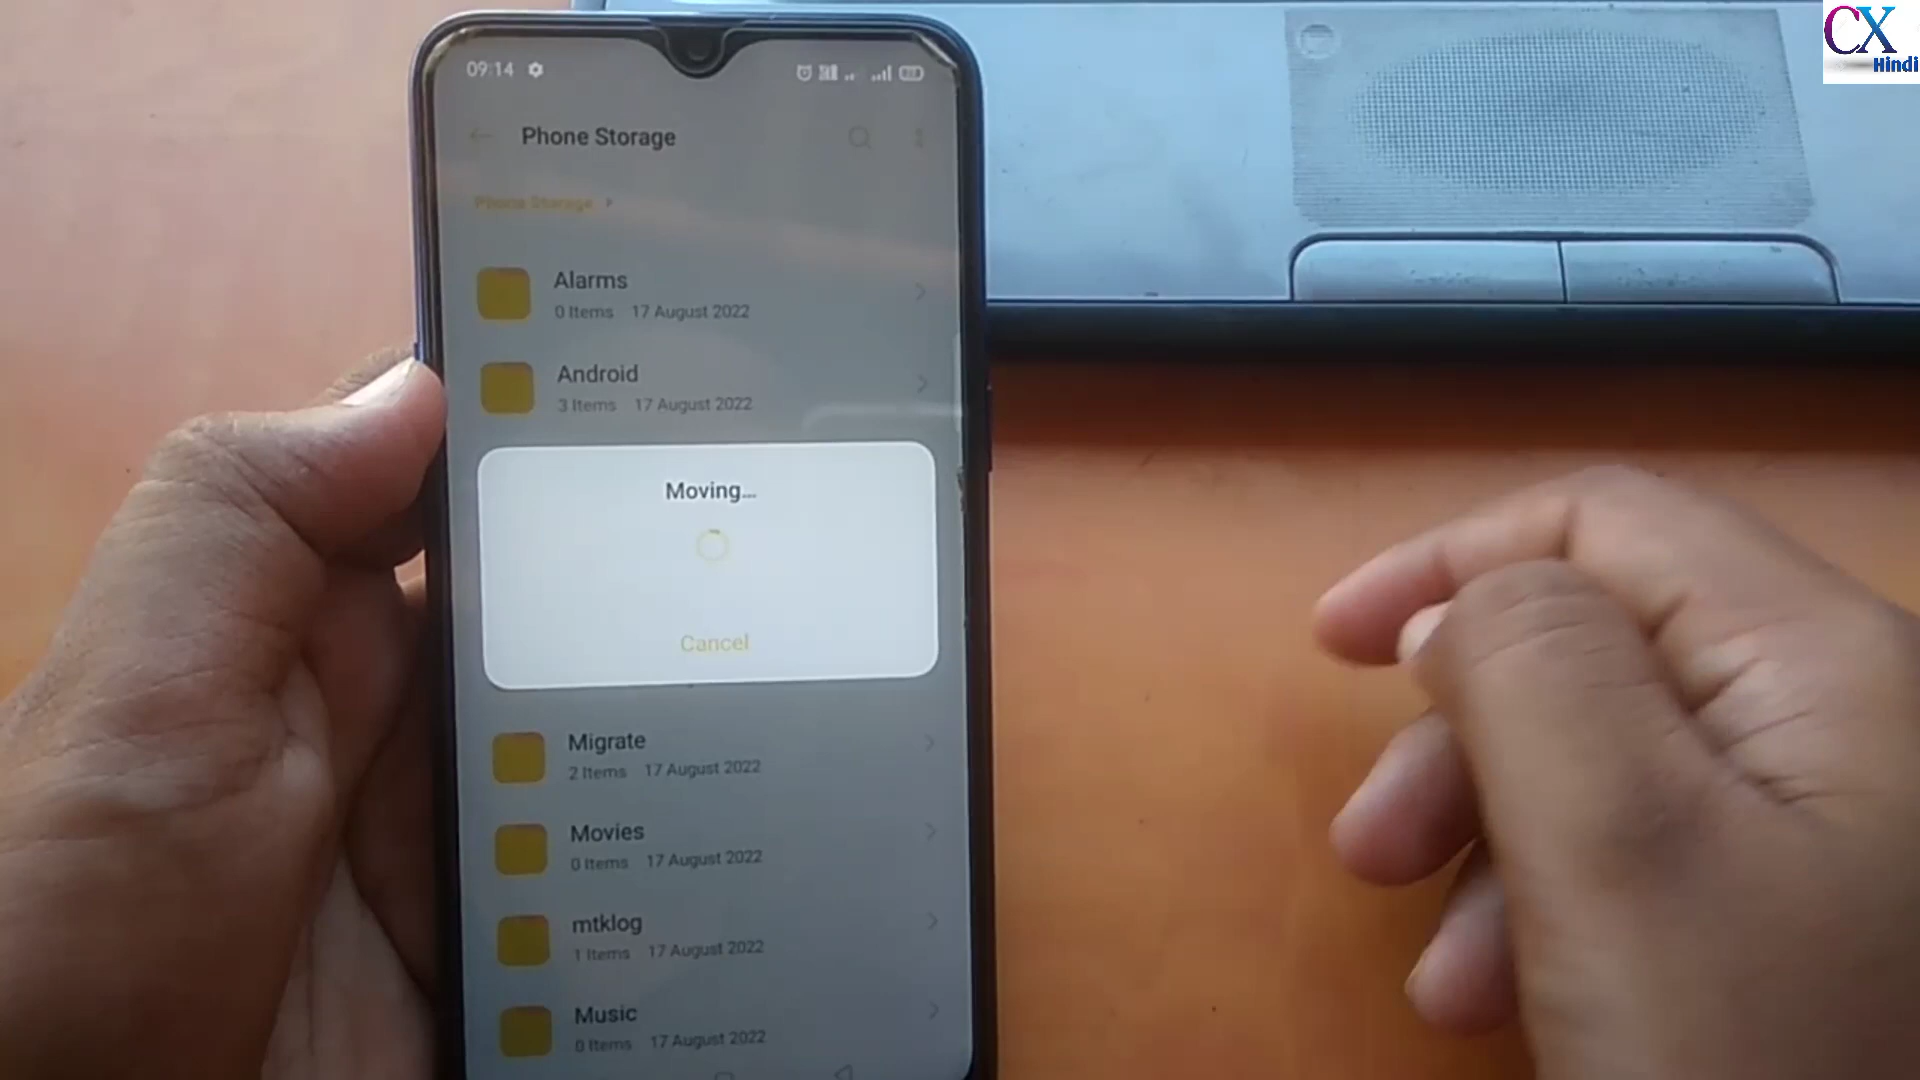 CX
Hindi
09:14
Phone Storage
Phone Storage
Alarms
0 Items 17 August 2022
Android
3 Items 17 August 2022
Moving...
Cancel
Migrate
2 Items 17 August 2022
Movies
0 Items 17 August 2022
mtklog
1 Items 17 August 2022
Music
0 Items 17 August 2022